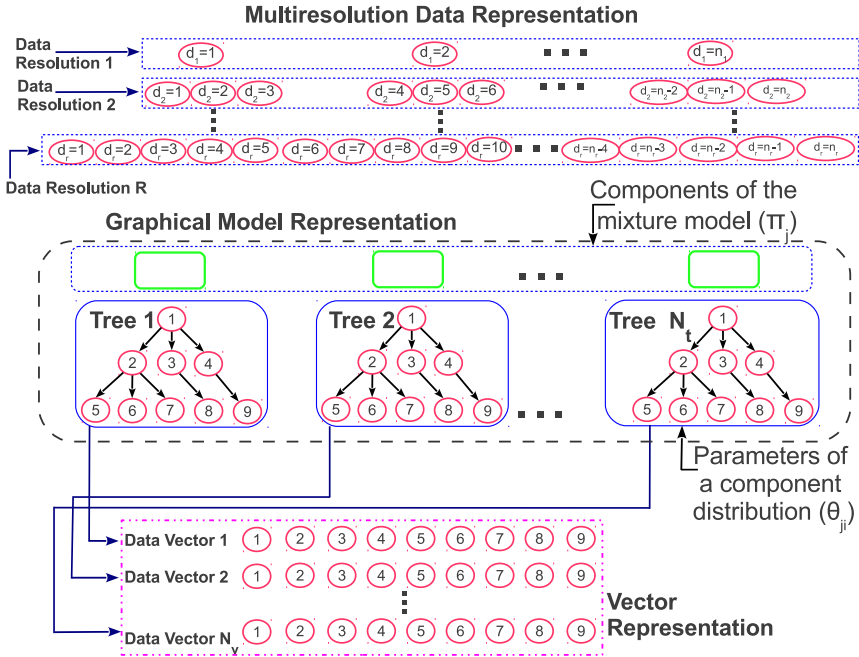 Multiresolution Data Representation
Data
Resolution 1
d₁=1 d₁=2 d₁=n₁
Data
Resolution 2
d₂=1 d₂=2 d₂=3 d₂=4 d₂=5 d₂=6 d₂=n₂-2 d₂=n₂-1 d₂=n₂
dᵣ=1 dᵣ=2 dᵣ=3 dᵣ=4 dᵣ=5 dᵣ=6 dᵣ=7 dᵣ=8 dᵣ=9 dᵣ=10 dᵣ=nᵣ-4 dᵣ=nᵣ-3 dᵣ=nᵣ-2 dᵣ=nᵣ-1 dᵣ=nᵣ
Data Resolution R
Components of the
mixture model (π_j)
Graphical Model Representation
Tree 1
1
2 3 4
5 6 7 8 9
Tree 2
1
2 3 4
5 6 7 8 9
Tree N_t
1
2 3 4
5 6 7 8 9
Parameters of
a component
distribution (θ_ji)
Data Vector 1 1 2 3 4 5 6 7 8 9
Data Vector 2 1 2 3 4 5 6 7 8 9
Data Vector N_v 1 2 3 4 5 6 7 8 9
Vector
Representation